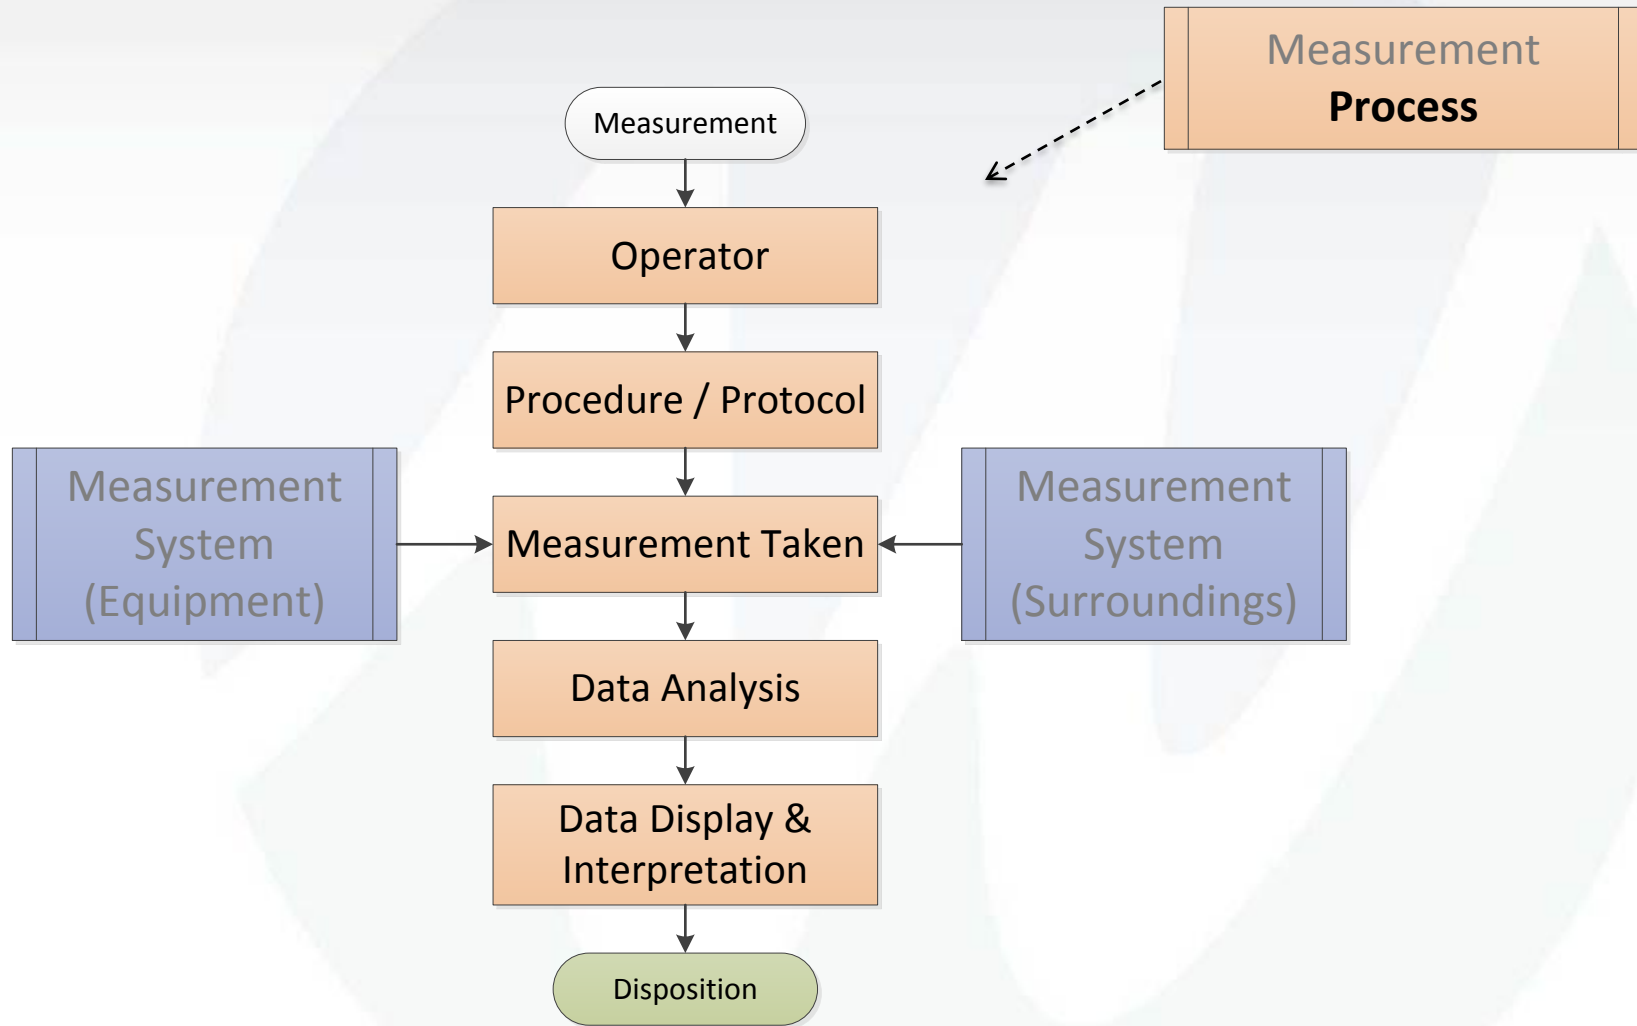 Measurement
Process
Measurement
Operator
Procedure / Protocol
Measurement
System
(Equipment)
Measurement Taken
Measurement
System
(Surroundings)
Data Analysis
Data Display &
Interpretation
Disposition